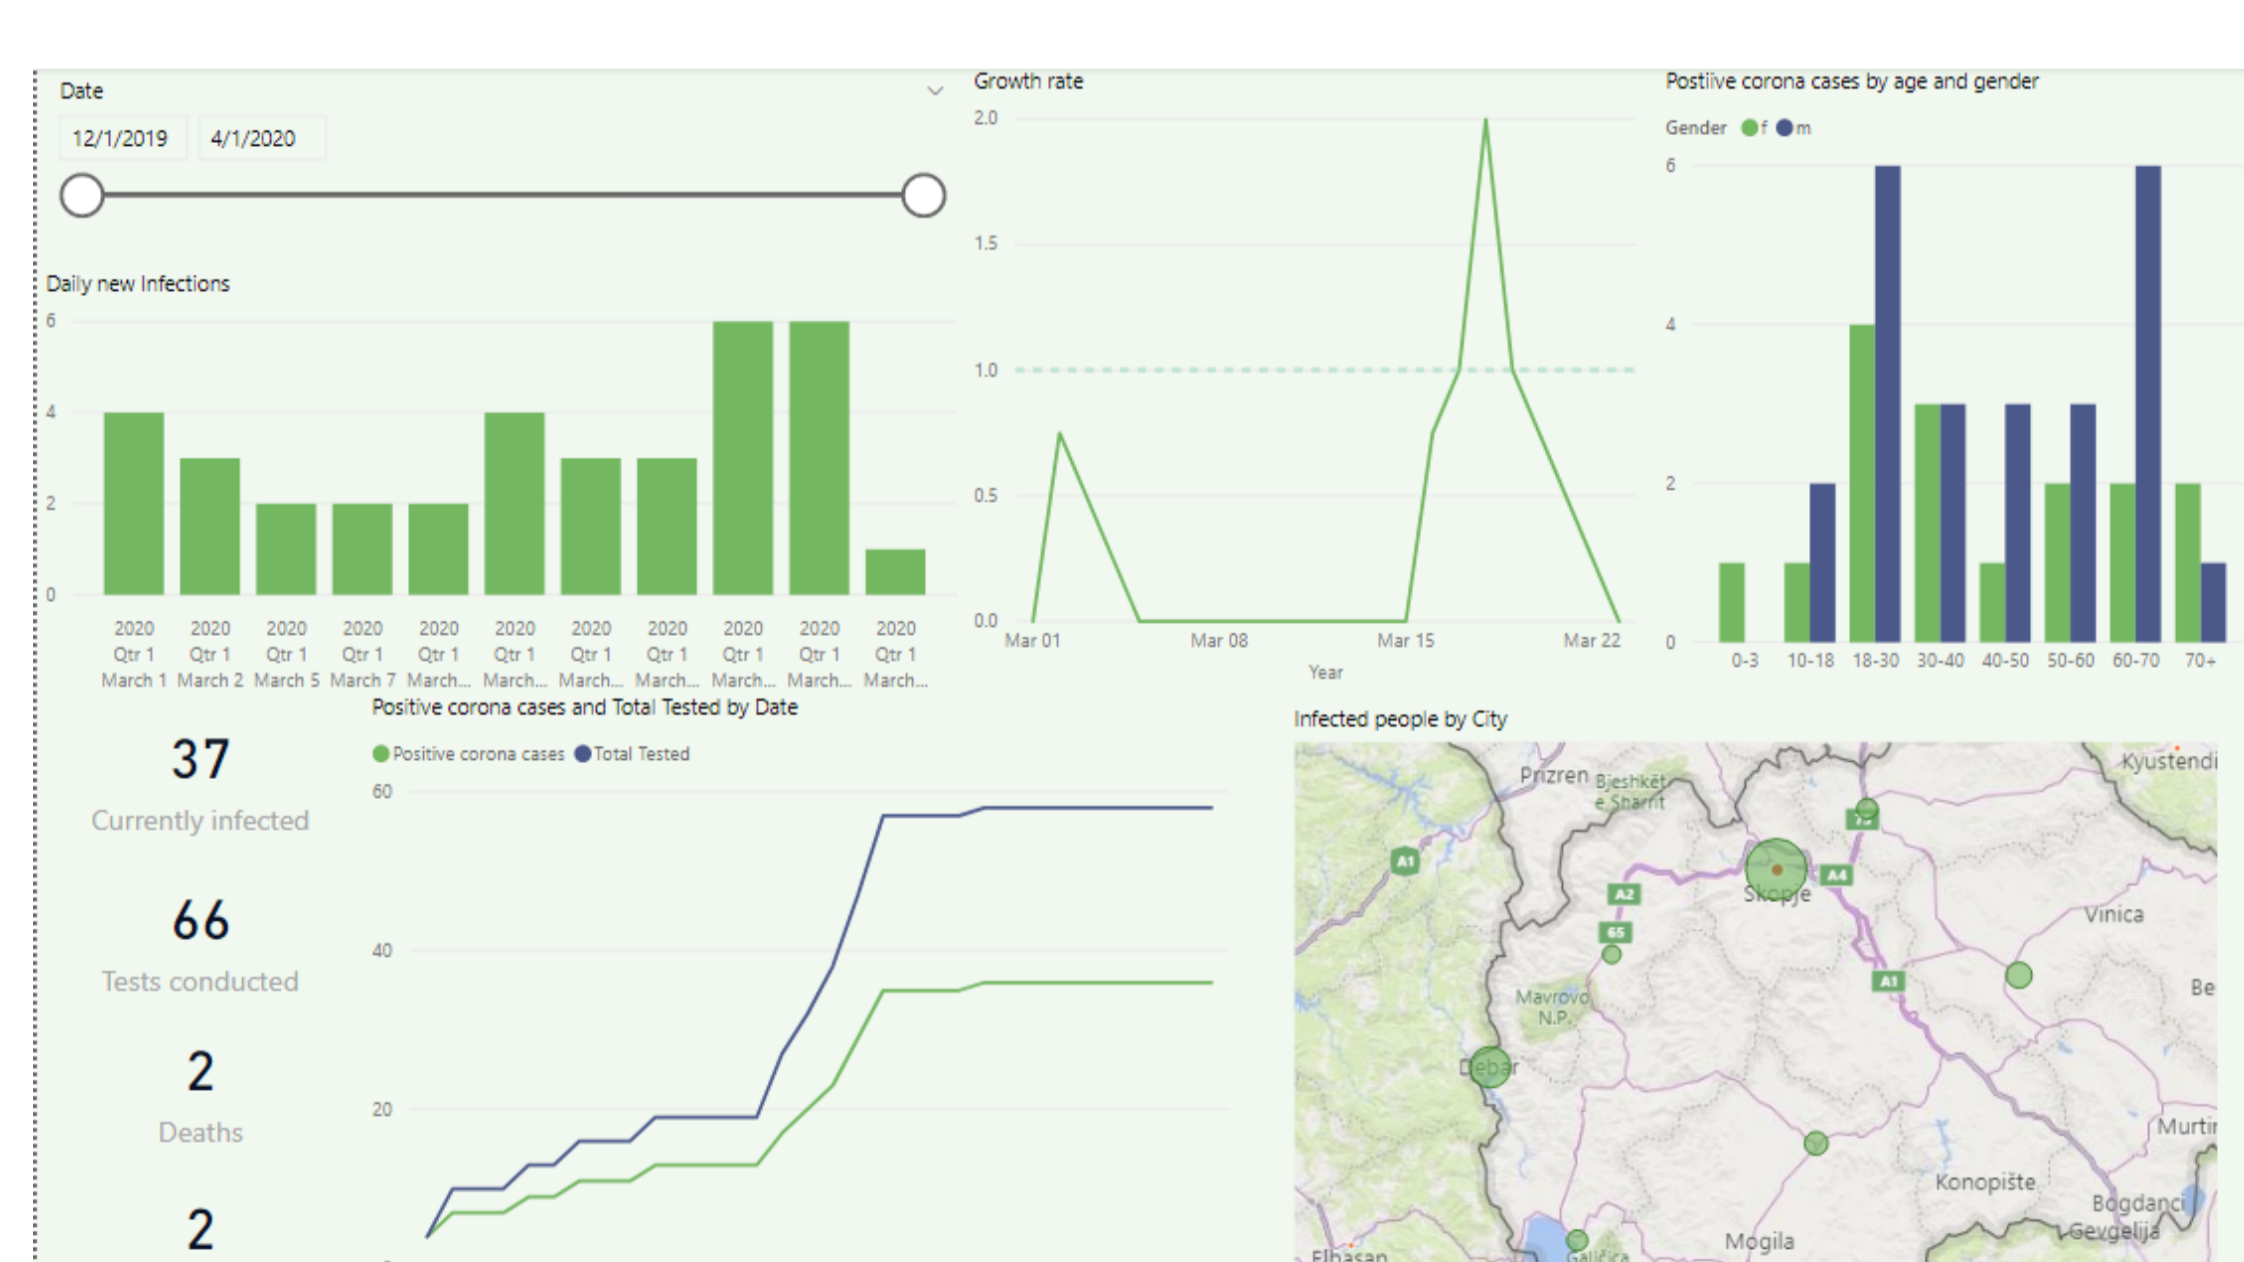 Date
12/1/2019 4/1/2020
Daily new Infections
6
4
2
0
2020 2020 2020 2020 2020 2020 2020 2020 2020 2020 2020
Qtr 1 Qtr 1 Qtr 1 Qtr 1 Qtr 1 Qtr 1 Qtr 1 Qtr 1 Qtr 1 Qtr 1 Qtr 1
March 1 March 2 March 5 March 7 March... March... March... March... March... March... March...
Growth rate
2.0
1.5
1.0
0.5
0.0
Mar 01 Mar 08 Mar 15 Mar 22
Year
Postiive corona cases by age and gender
Gender f m
6
4
2
0
0-3 10-18 18-30 30-40 40-50 50-60 60-70 70+
37
Currently infected
66
Tests conducted
2
Deaths
2
Positive corona cases and Total Tested by Date
Positive corona cases Total Tested
60
40
20
Infected people by City
Prizren
Bjeshkët
e Sharrit
Kyustendi
A1
A2
A4
Skopje
65
Vinica
A1
Be
Mavrovo
N.P.
Debar
Murtin
Konopište
Bogdanci
Gevgelija
Mogila
Elbasan
Galičica